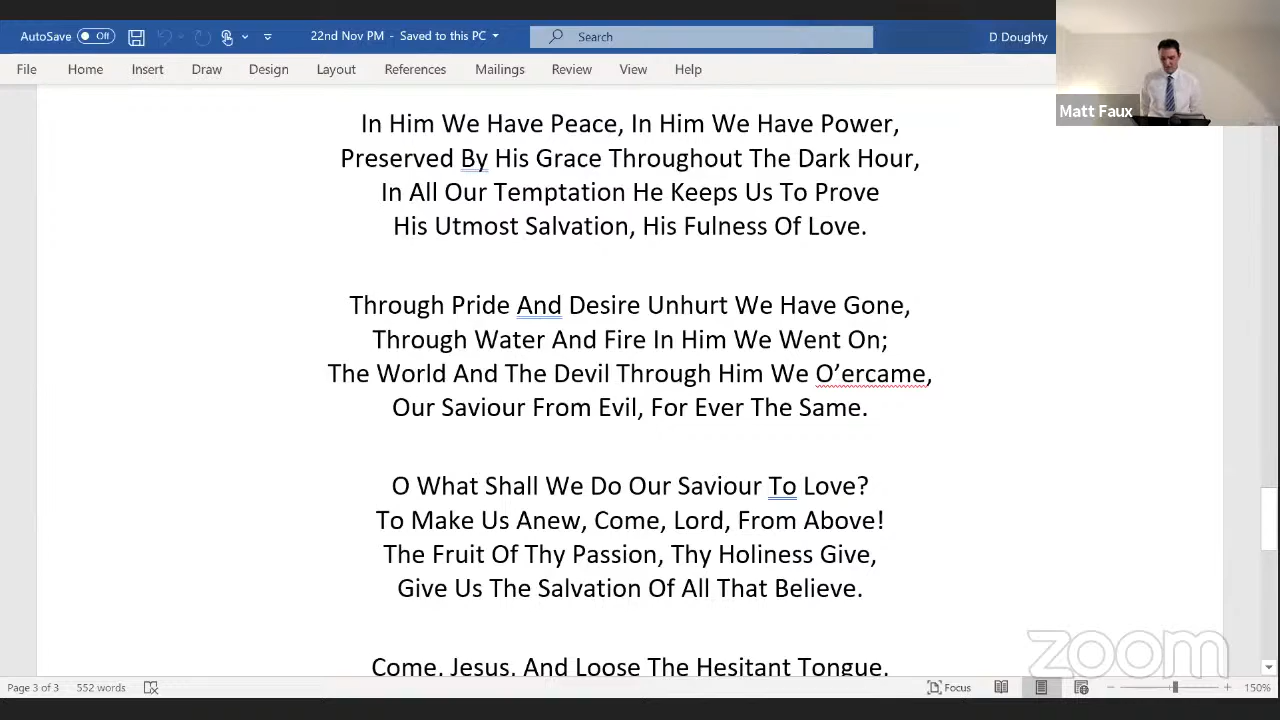 AutoSave Off 22nd Nov PM - Saved to this PC Search D Doughty
File Home Insert Draw Design Layout References Mailings Review View Help
Matt Faux
In Him We Have Peace, In Him We Have Power,
Preserved By His Grace Throughout The Dark Hour,
In All Our Temptation He Keeps Us To Prove
His Utmost Salvation, His Fulness Of Love.
Through Pride And Desire Unhurt We Have Gone,
Through Water And Fire In Him We Went On;
The World And The Devil Through Him We O’ercame,
Our Saviour From Evil, For Ever The Same.
O What Shall We Do Our Saviour To Love?
To Make Us Anew, Come, Lord, From Above!
The Fruit Of Thy Passion, Thy Holiness Give,
Give Us The Salvation Of All That Believe.
Come, Jesus, And Loose The Hesitant Tongue,
zoom
Page 3 of 3 552 words Focus 150%